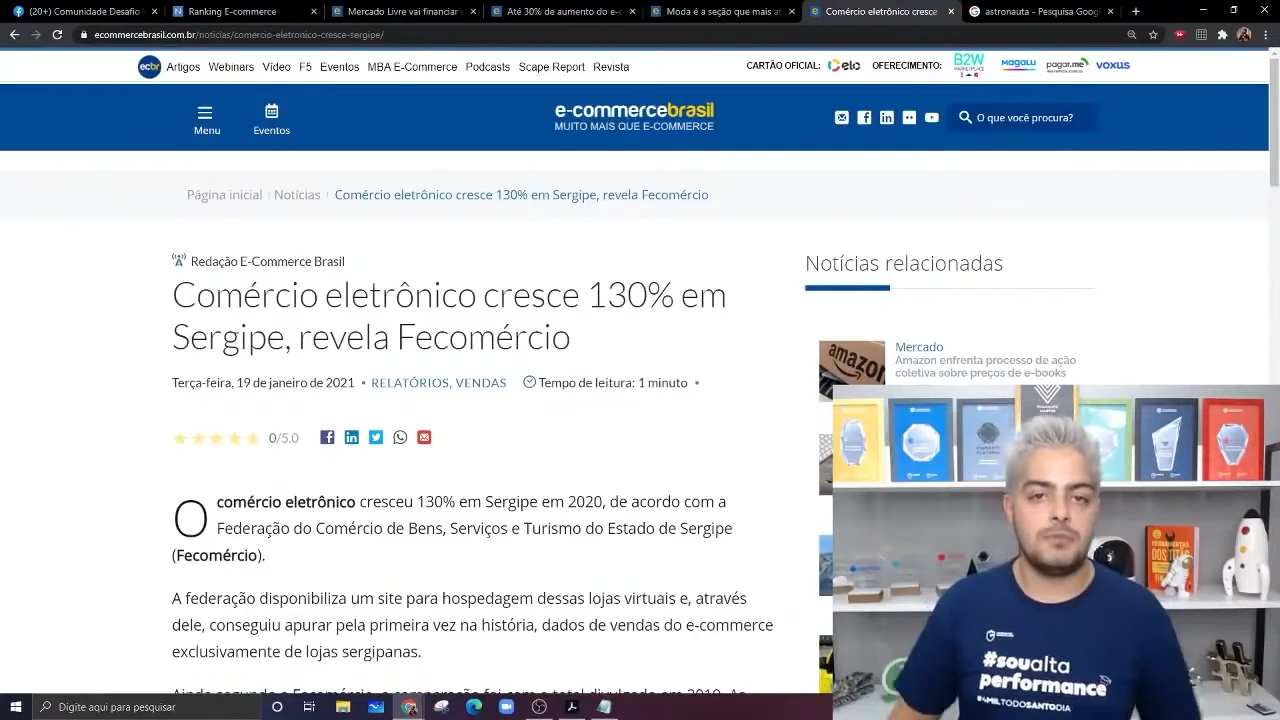 (20+) Comunidade Desafio
Ranking E-commerce
Mercado Livre vai financiar
Até 30% de aumento do e-c
Moda é a seção que mais at
Comércio eletrônico cresce
astronauta - Pesquisa Goog
ecommercebrasil.com.br/noticias/comercio-eletronico-cresce-sergipe/
ecbr Artigos Webinars F5 Eventos MBA E-Commerce Podcasts Scape Report Revista
CARTÃO OFICIAL: elo OFERECIMENTO: B2W MARKETPLACE MAGALU pagar.me voxus
Menu
Eventos
e-commercebrasil
MUITO MAIS QUE E-COMMERCE
O que você procura?
Página inicial Notícias Comércio eletrônico cresce 130% em Sergipe, revela Fecomércio
Redação E-Commerce Brasil
Comércio eletrônico cresce 130% em
Sergipe, revela Fecomércio
Terça-feira, 19 de janeiro de 2021 • RELATÓRIOS, VENDAS Tempo de leitura: 1 minuto •
0/5.0
O comércio eletrônico cresceu 130% em Sergipe em 2020, de acordo com a
Federação do Comércio de Bens, Serviços e Turismo do Estado de Sergipe
(Fecomércio).
A federação disponibiliza um site para hospedagem dessas lojas virtuais e, através
dele, conseguiu apurar pela primeira vez na história, dados de vendas do e-commerce
exclusivamente de lojas sergipanas.
Notícias relacionadas
amazon
Mercado
Amazon enfrenta processo de ação
coletiva sobre preços de e-books
FERRAMENTAS
DOS TITÃS
#soualta
performance
#4MILTODOSANTODIA
Digite aqui para pesquisar